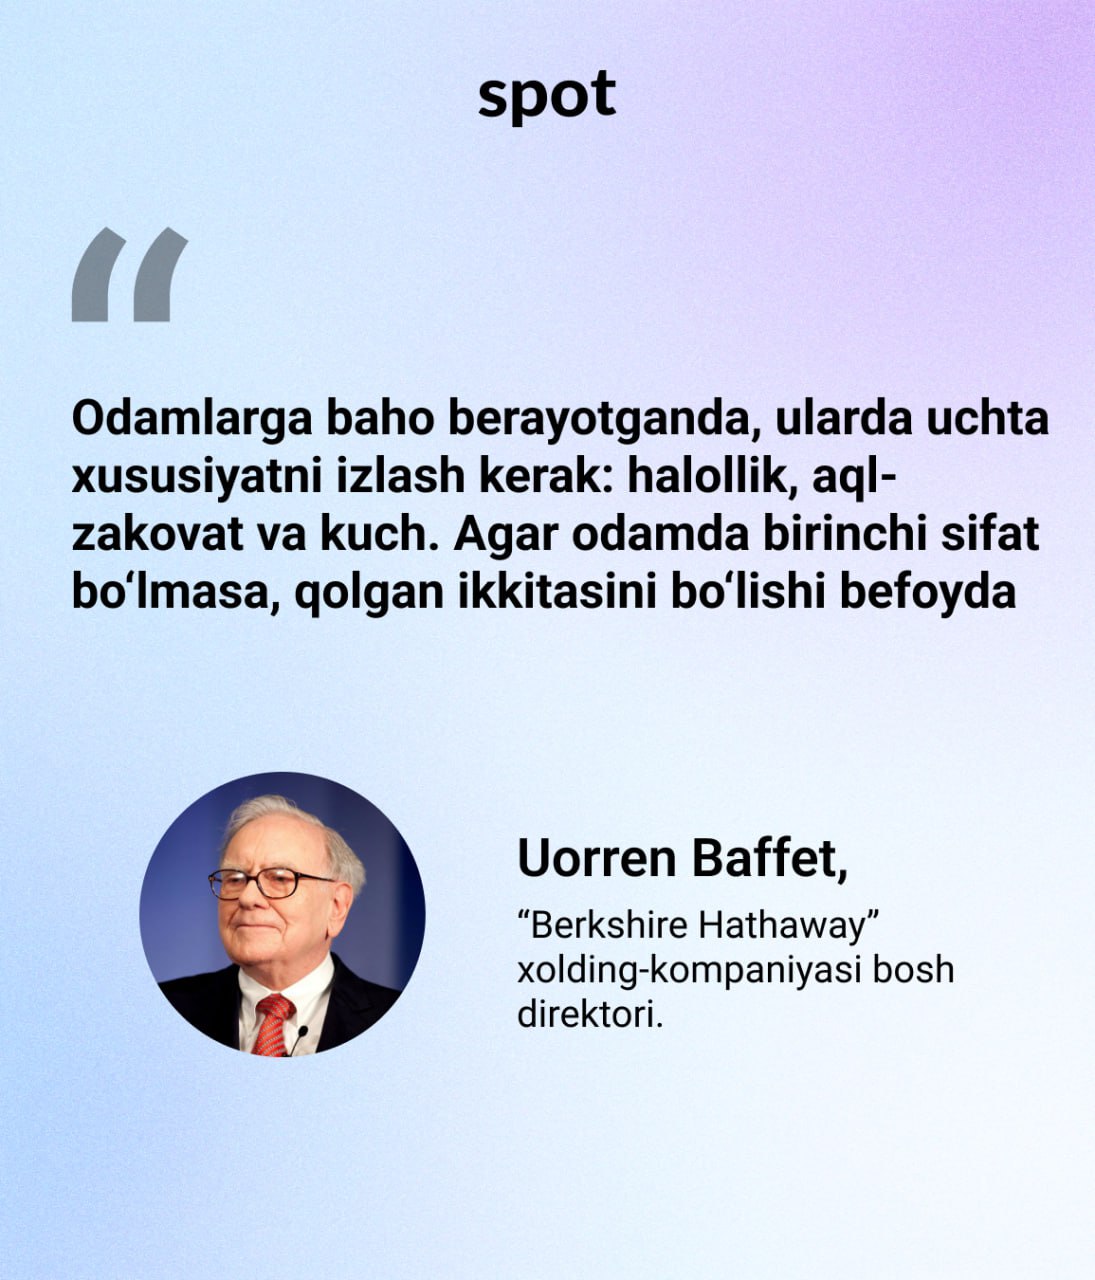 spot
“
Odamlarga baho berayotganda, ularda uchta
xususiyatni izlash kerak: halollik, aql-
zakovat va kuch. Agar odamda birinchi sifat
bo‘lmasa, qolgan ikkitasini bo‘lishi befoyda
Uorren Baffet,
“Berkshire Hathaway”
xolding-kompaniyasi bosh
direktori.